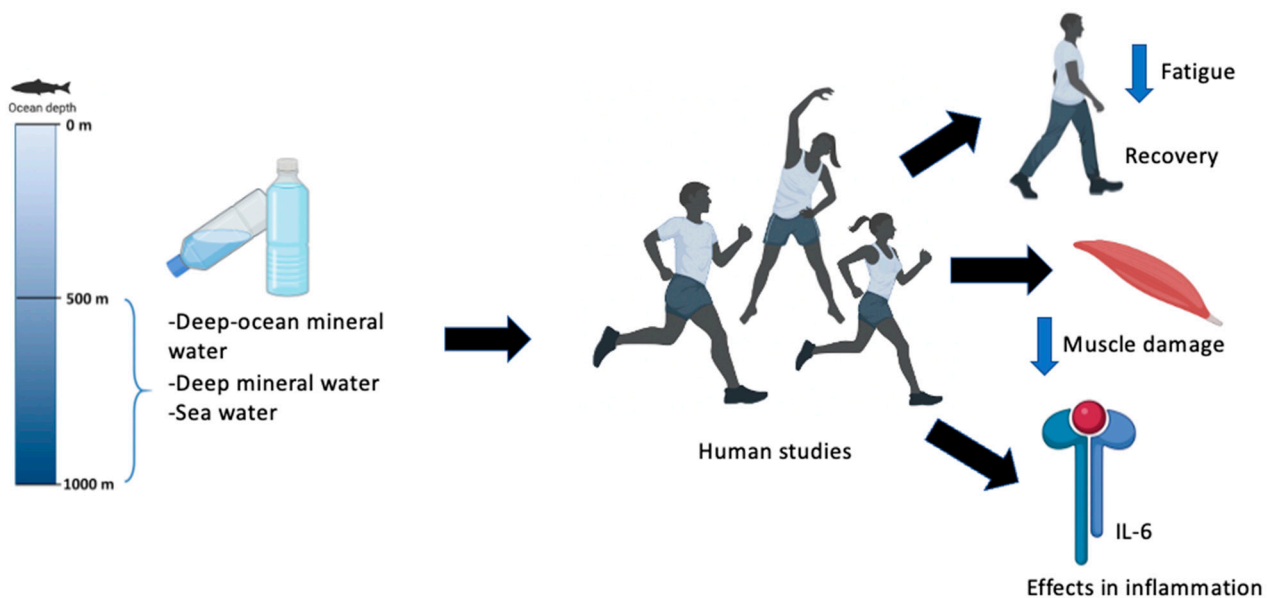 Ocean depth
0 m
500 m
1000 m
-Deep-ocean mineral
water
-Deep mineral water
-Sea water
Human studies
Fatigue
Recovery
Muscle damage
IL-6
Effects in inflammation